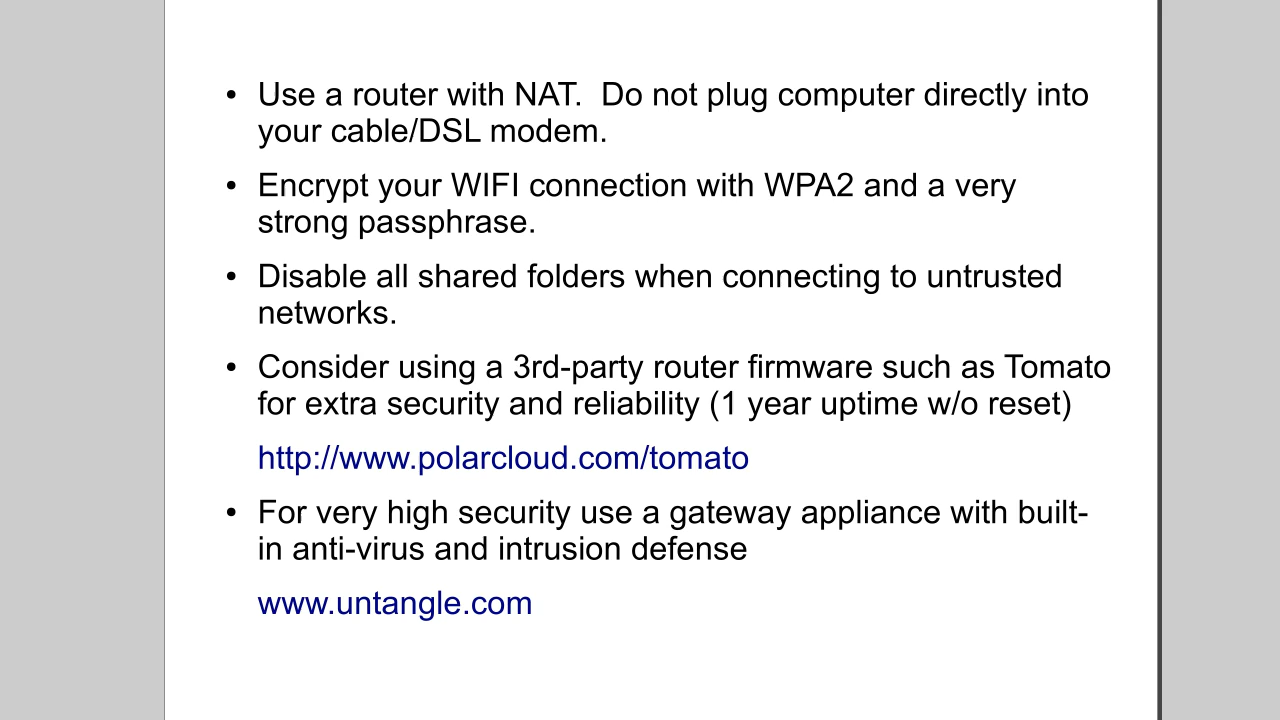 • Use a router with NAT.  Do not plug computer directly into
your cable/DSL modem.
• Encrypt your WIFI connection with WPA2 and a very
strong passphrase.
• Disable all shared folders when connecting to untrusted
networks.
• Consider using a 3rd-party router firmware such as Tomato
for extra security and reliability (1 year uptime w/o reset)
http://www.polarcloud.com/tomato
• For very high security use a gateway appliance with built-
in anti-virus and intrusion defense
www.untangle.com